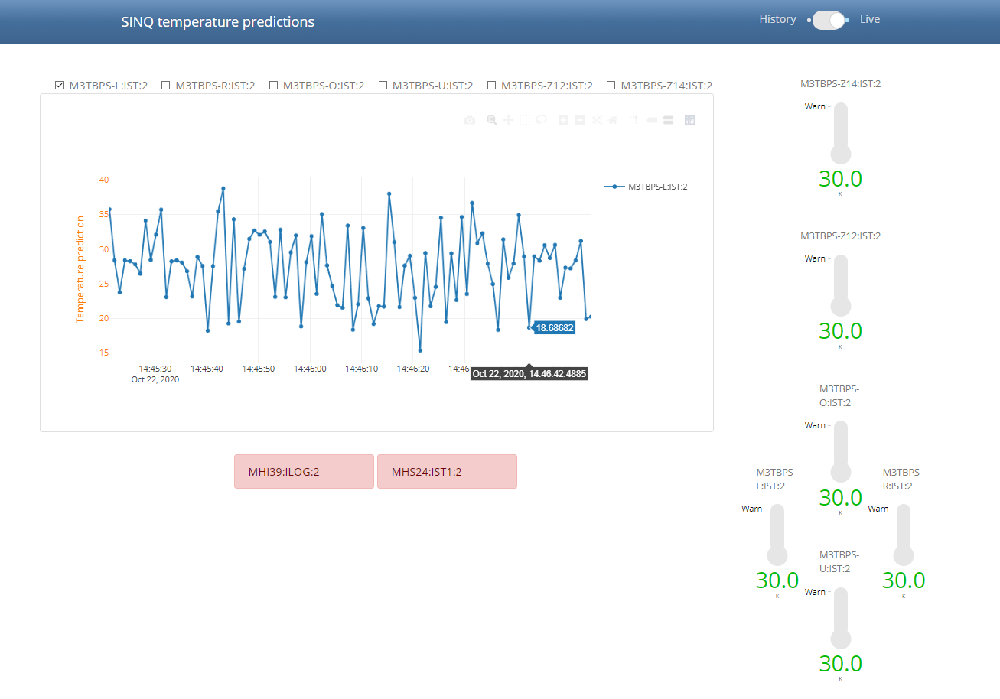 SINQ temperature predictions
History
Live
M3TBPS-L:IST:2 M3TBPS-R:IST:2 M3TBPS-O:IST:2 M3TBPS-U:IST:2 M3TBPS-Z12:IST:2 M3TBPS-Z14:IST:2
Temperature prediction
40
35
30
25
20
15
M3TBPS-L:IST:2
18.68682
14:45:30 14:45:40 14:45:50 14:46:00 14:46:10 14:46:20
Oct 22, 2020
Oct 22, 2020, 14:46:42.4885
MHI39:ILOG:2
MHS24:IST1:2
M3TBPS-Z14:IST:2
Warn
30.0
K
M3TBPS-Z12:IST:2
Warn
30.0
K
M3TBPS-
O:IST:2
Warn
30.0
K
M3TBPS-
L:IST:2
Warn
30.0
K
M3TBPS-
R:IST:2
Warn
30.0
K
M3TBPS-
U:IST:2
Warn
30.0
K